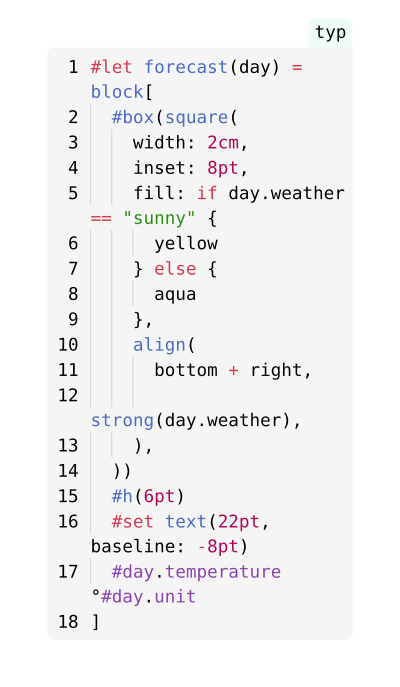 typ
1 #let forecast(day) =
block[
2 #box(square(
3 width: 2cm,
4 inset: 8pt,
5 fill: if day.weather
== "sunny" {
6 yellow
7 } else {
8 aqua
9 },
10 align(
11 bottom + right,
12
strong(day.weather),
13 ),
14 ))
15 #h(6pt)
16 #set text(22pt,
baseline: -8pt)
17 #day.temperature
°#day.unit
18 ]